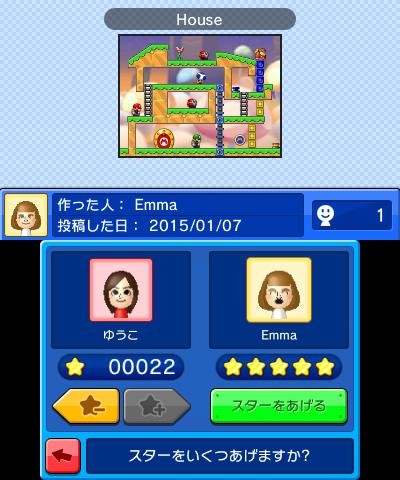 House
作った人： Emma
投稿した日： 2015/01/07
1
ゆうこ
Emma
00022
スターをあげる
スターをいくつあげますか?